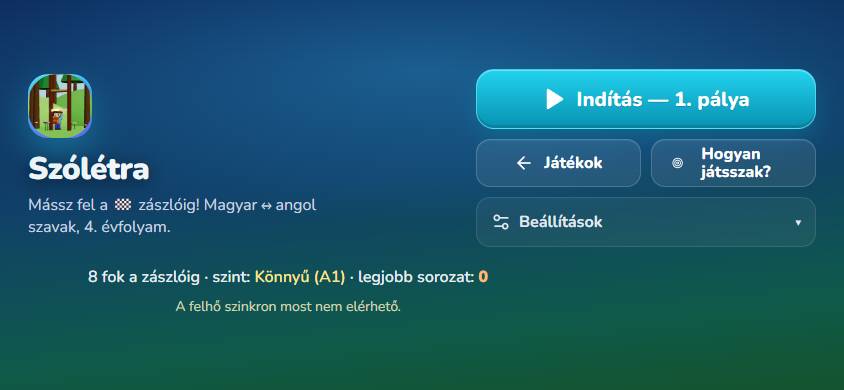 Szólétra
Mássz fel a 🏁 zászlóig! Magyar ↔ angol
szavak, 4. évfolyam.
Indítás — 1. pálya
Játékok
Hogyan
játsszak?
Beállítások
8 fok a zászlóig · szint: Könnyű (A1) · legjobb sorozat: 0
A felhő szinkron most nem elérhető.